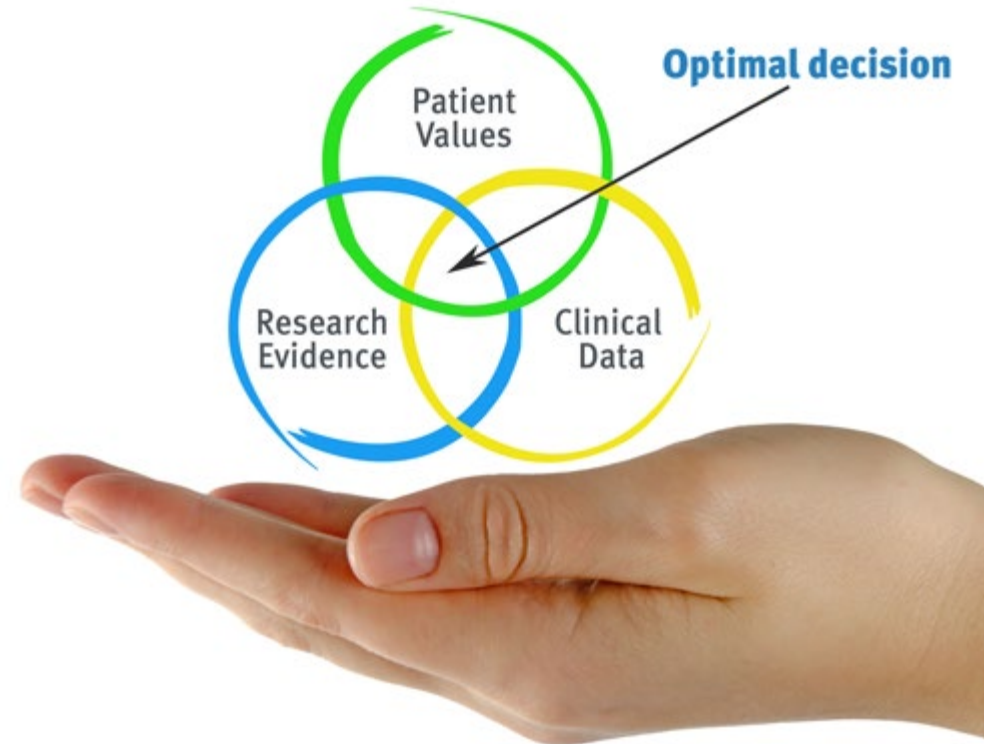 Optimal decision
Patient
Values
Research
Evidence
Clinical
Data